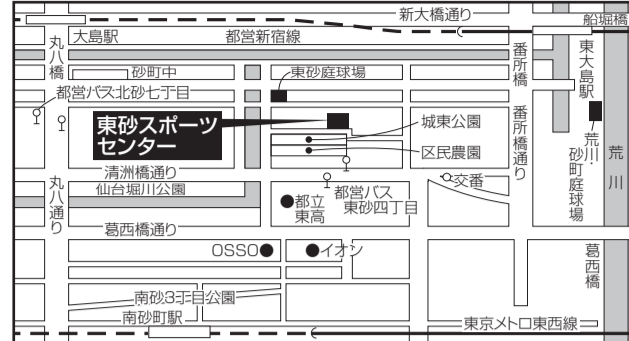 新大橋通り
船堀橋
丸八橋
大島駅
都営新宿線
番所橋
東大島駅
砂町中
東砂庭球場
都営バス北砂七丁目
東砂スポーツ
センター
城東公園
区民農園
番所橋通り
荒川・
砂町庭球場
荒川
清洲橋通り
仙台堀川公園
丸八通り
都立
東高
都営バス
東砂四丁目
交番
葛西橋通り
OSSO
イオン
葛西橋
南砂3丁目公園
南砂町駅
東京メトロ東西線